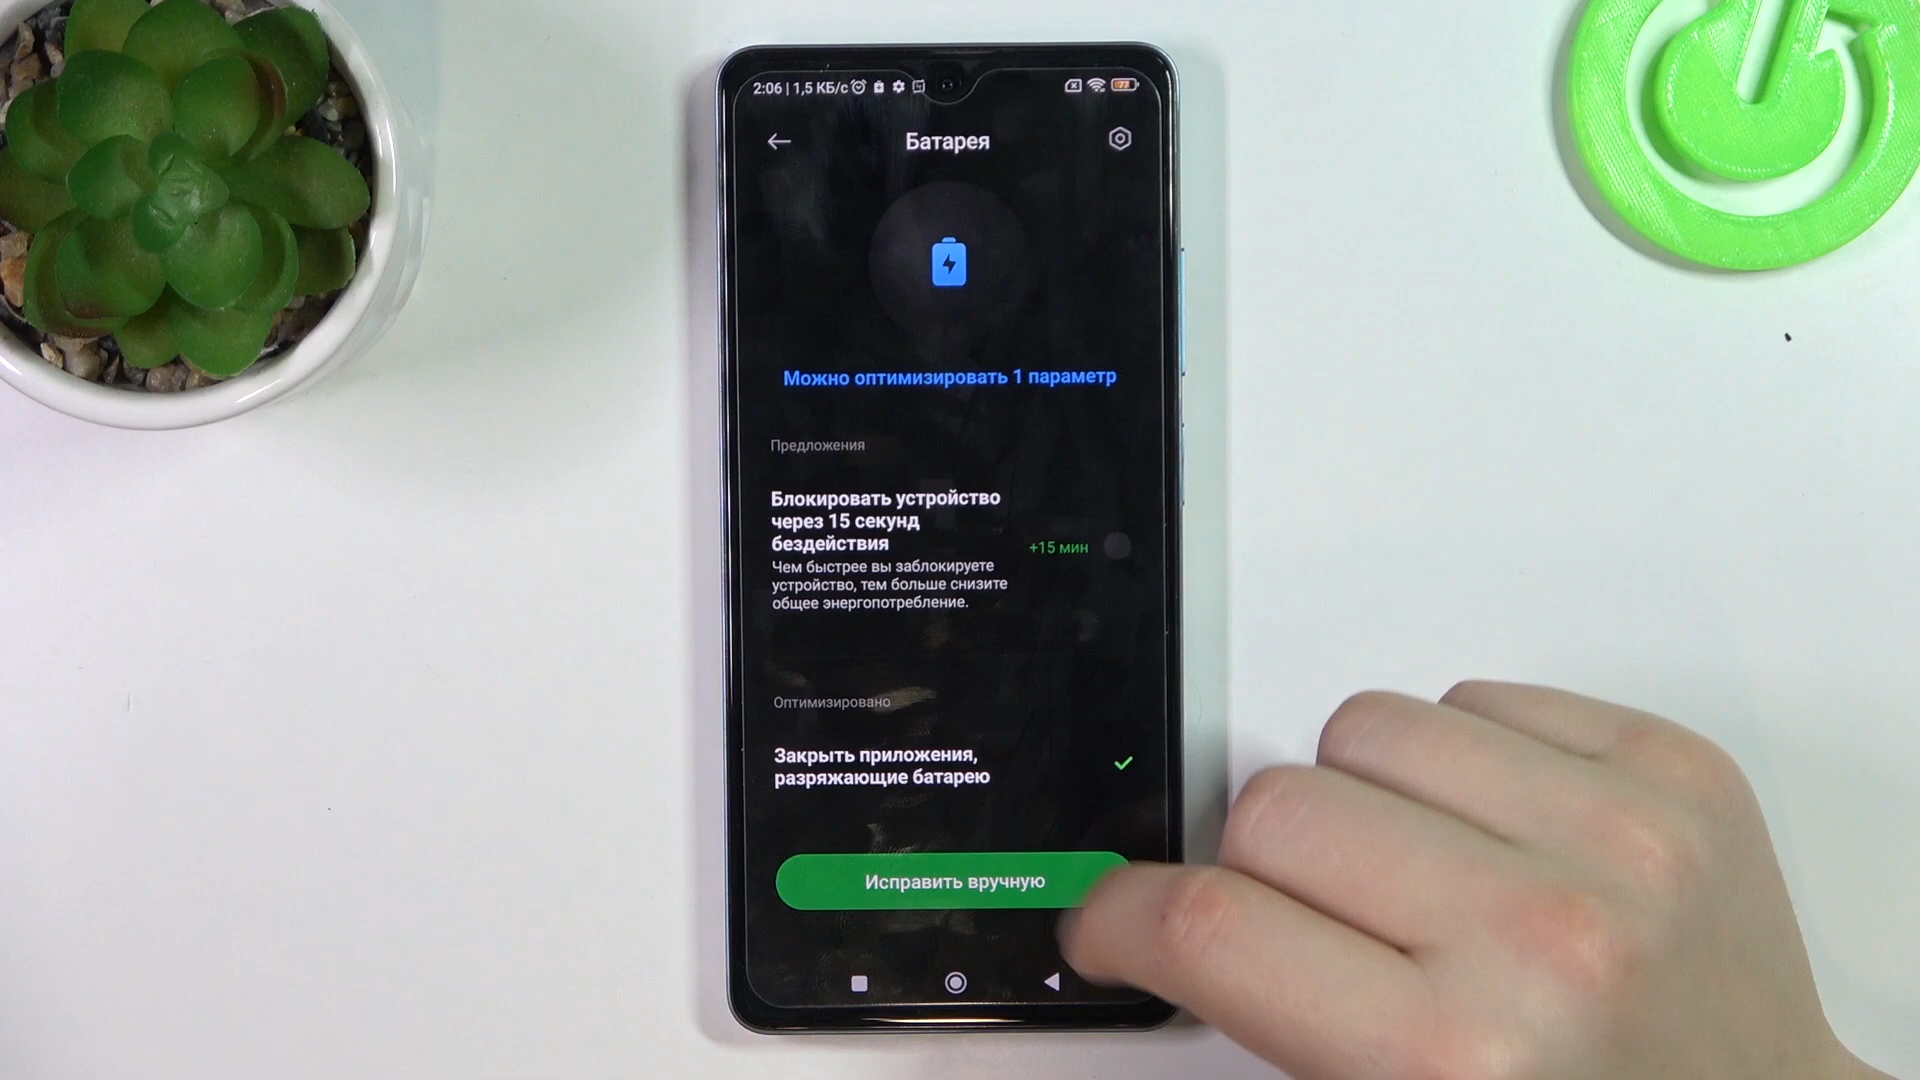 2:06 | 1,5 КБ/с
77
Батарея
Можно оптимизировать 1 параметр
Предложения
Блокировать устройство
через 15 секунд
бездействия
+15 мин
Чем быстрее вы заблокируете
устройство, тем больше снизите
общее энергопотребление.
Оптимизировано
Закрыть приложения,
разряжающие батарею
Исправить вручную